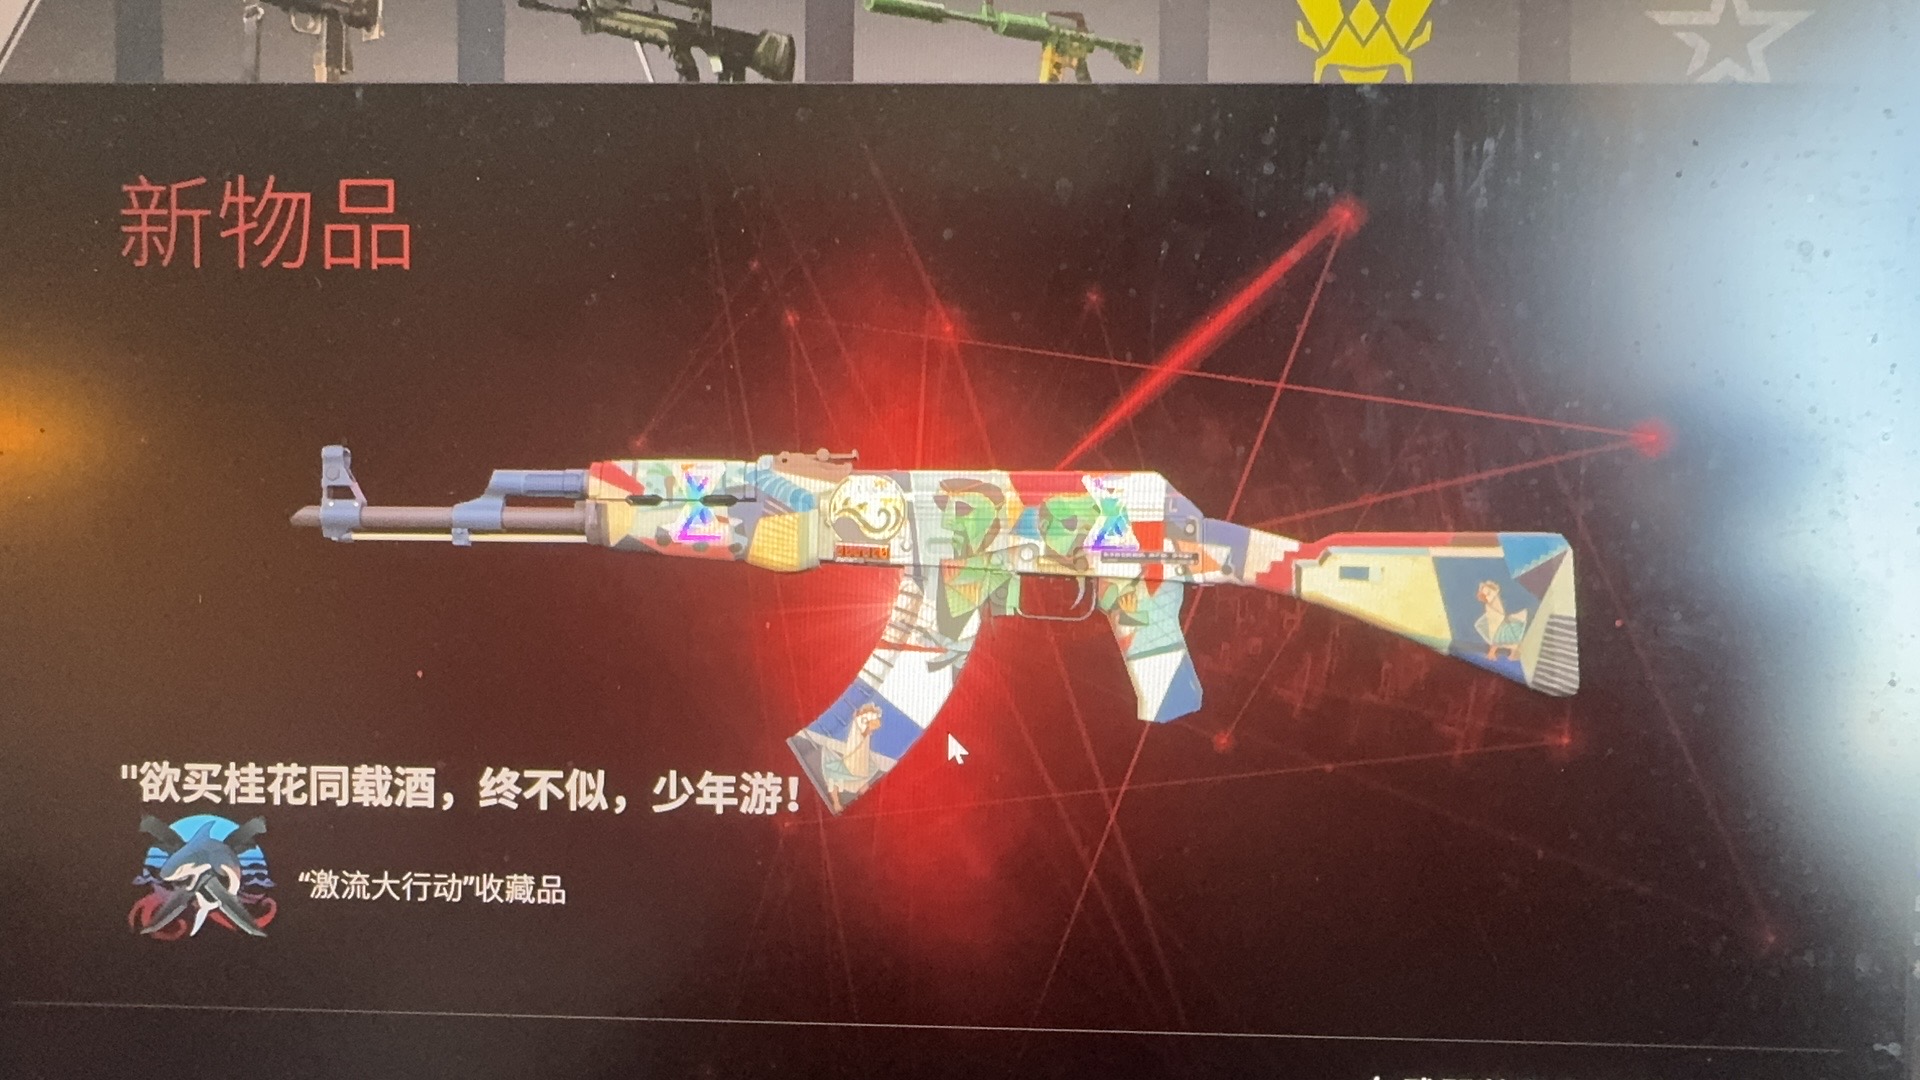 新物品
"欲买桂花同载酒，终不似，少年游！
“激流大行动”收藏品